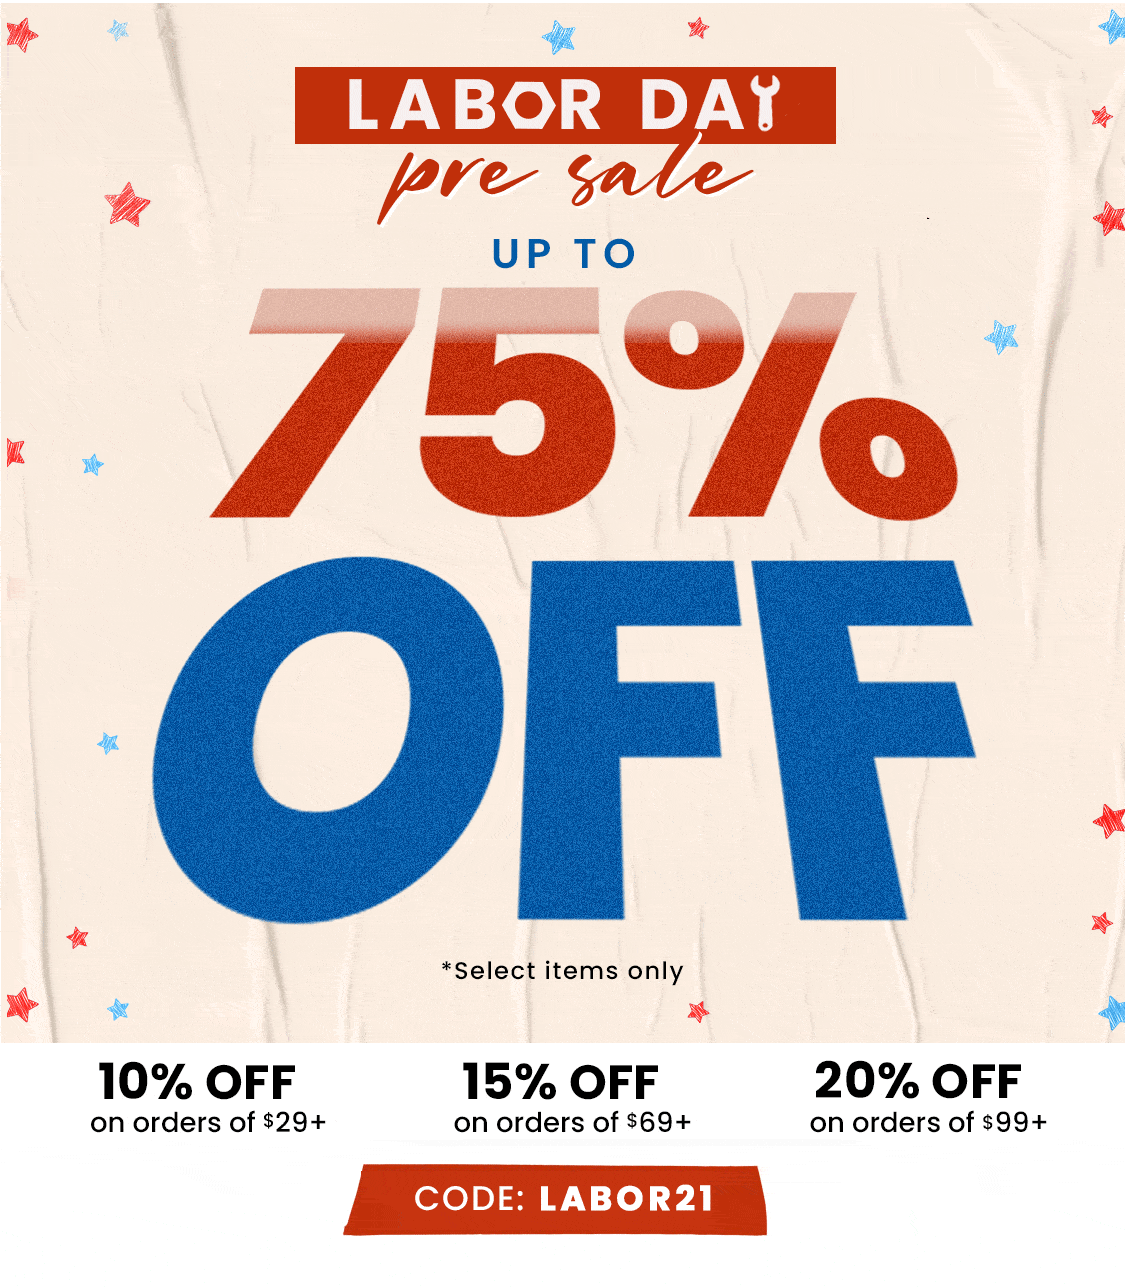 LABOR DAY
pre sale
UP TO
75%
OFF
*Select items only
10% OFF
on orders of $29+
15% OFF
on orders of $69+
20% OFF
on orders of $99+
CODE: LABOR21